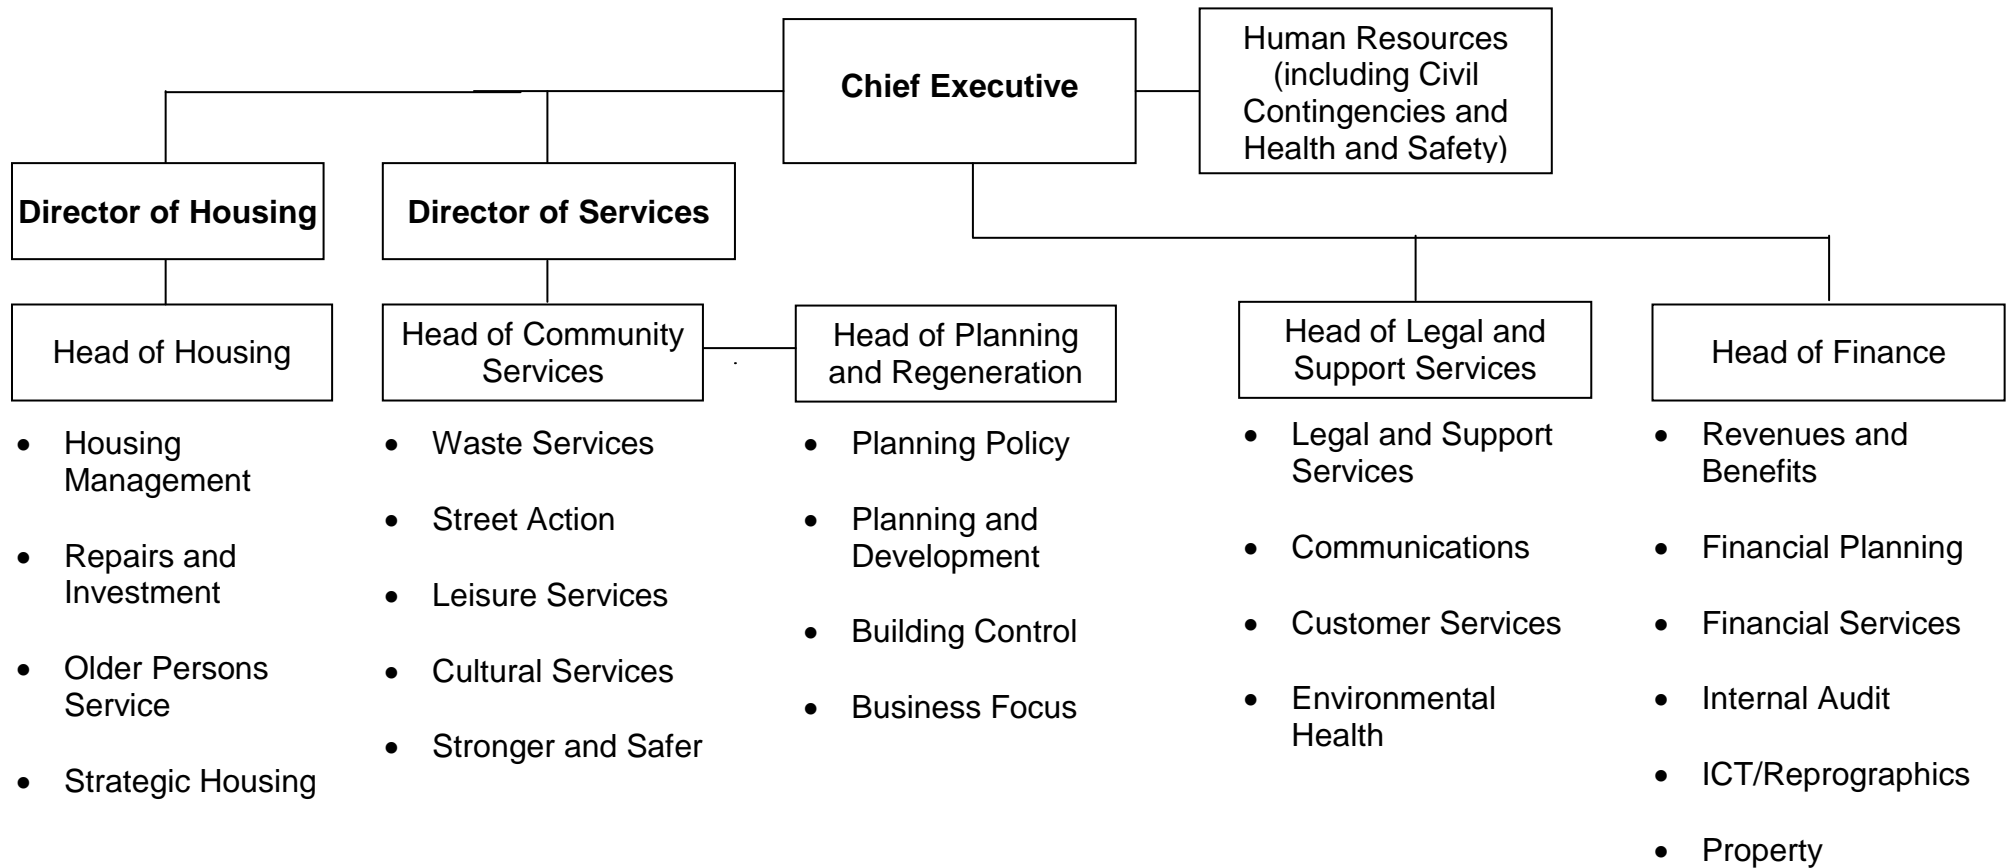 Chief Executive
Human Resources
(including Civil
Contingencies and
Health and Safety)
Director of Housing
Director of Services
Head of Housing
Head of Community
Services
Head of Planning
and Regeneration
Head of Legal and
Support Services
Head of Finance
• Housing
Management
• Repairs and
Investment
• Older Persons
Service
• Strategic Housing
• Waste Services
• Street Action
• Leisure Services
• Cultural Services
• Stronger and Safer
• Planning Policy
• Planning and
Development
• Building Control
• Business Focus
• Legal and Support
Services
• Communications
• Customer Services
• Environmental
Health
• Revenues and
Benefits
• Financial Planning
• Financial Services
• Internal Audit
• ICT/Reprographics
• Property